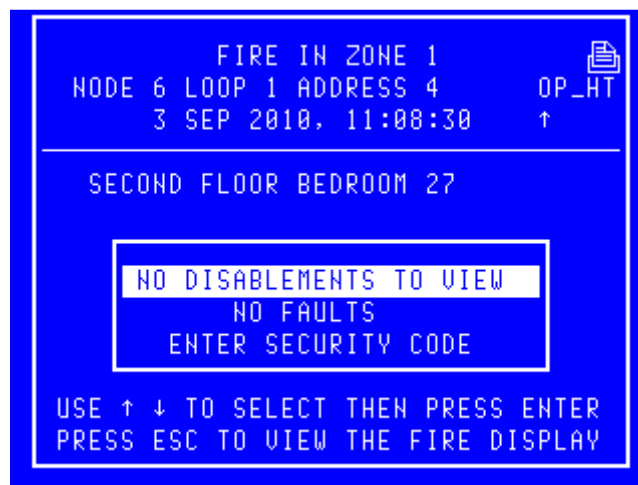 FIRE IN ZONE 1
NODE 6 LOOP 1 ADDRESS 4 OP_HT
3 SEP 2010, 11:08:30 ↑
SECOND FLOOR BEDROOM 27
NO DISABLEMENTS TO VIEW
NO FAULTS
ENTER SECURITY CODE
USE ↑ ↓ TO SELECT THEN PRESS ENTER
PRESS ESC TO VIEW THE FIRE DISPLAY